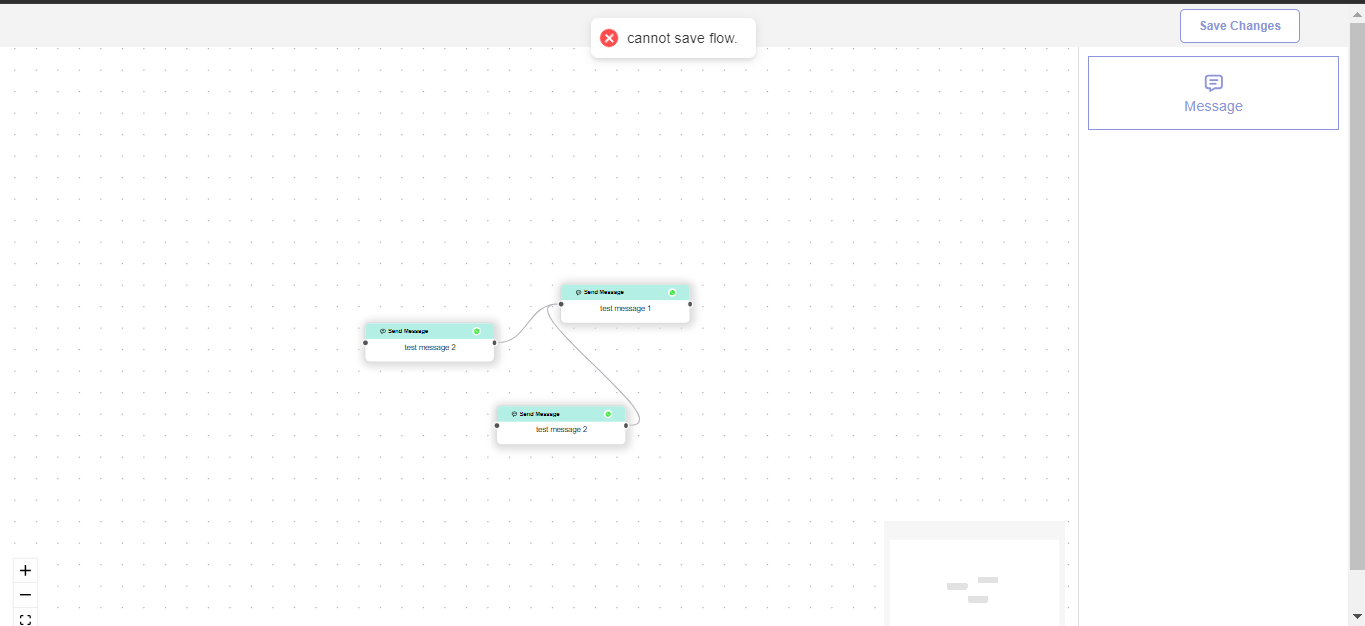 cannot save flow.
Save Changes
Message
Send Message
test message 1
Send Message
test message 2
Send Message
test message 2